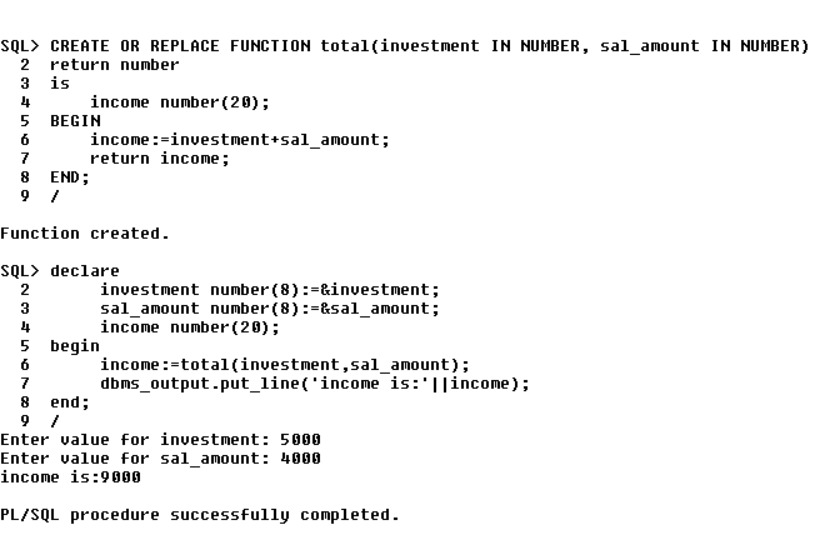 SQL> CREATE OR REPLACE FUNCTION total(investment IN NUMBER, sal_amount IN NUMBER)
  2  return number
  3  is
  4      income number(20);
  5  BEGIN
  6      income:=investment+sal_amount;
  7      return income;
  8  END;
  9  /
Function created.
SQL> declare
  2       investment number(8):=&investment;
  3       sal_amount number(8):=&sal_amount;
  4       income number(20);
  5  begin
  6       income:=total(investment,sal_amount);
  7       dbms_output.put_line('income is:'||income);
  8  end;
  9  /
Enter value for investment: 5000
Enter value for sal_amount: 4000
income is:9000
PL/SQL procedure successfully completed.